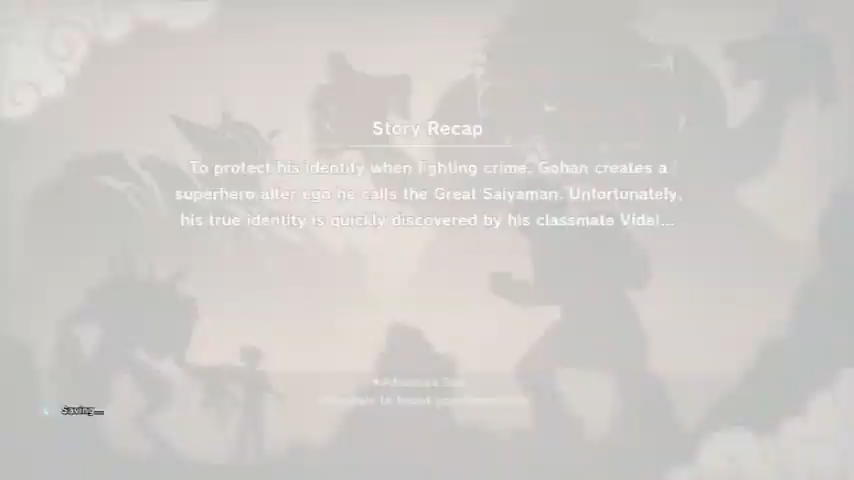 Story Recap
To protect his identity when fighting crime, Gohan creates a
superhero alter ego he calls the Great Saiyaman. Unfortunately,
his true identity is quickly discovered by his classmate Videl...
Saving...